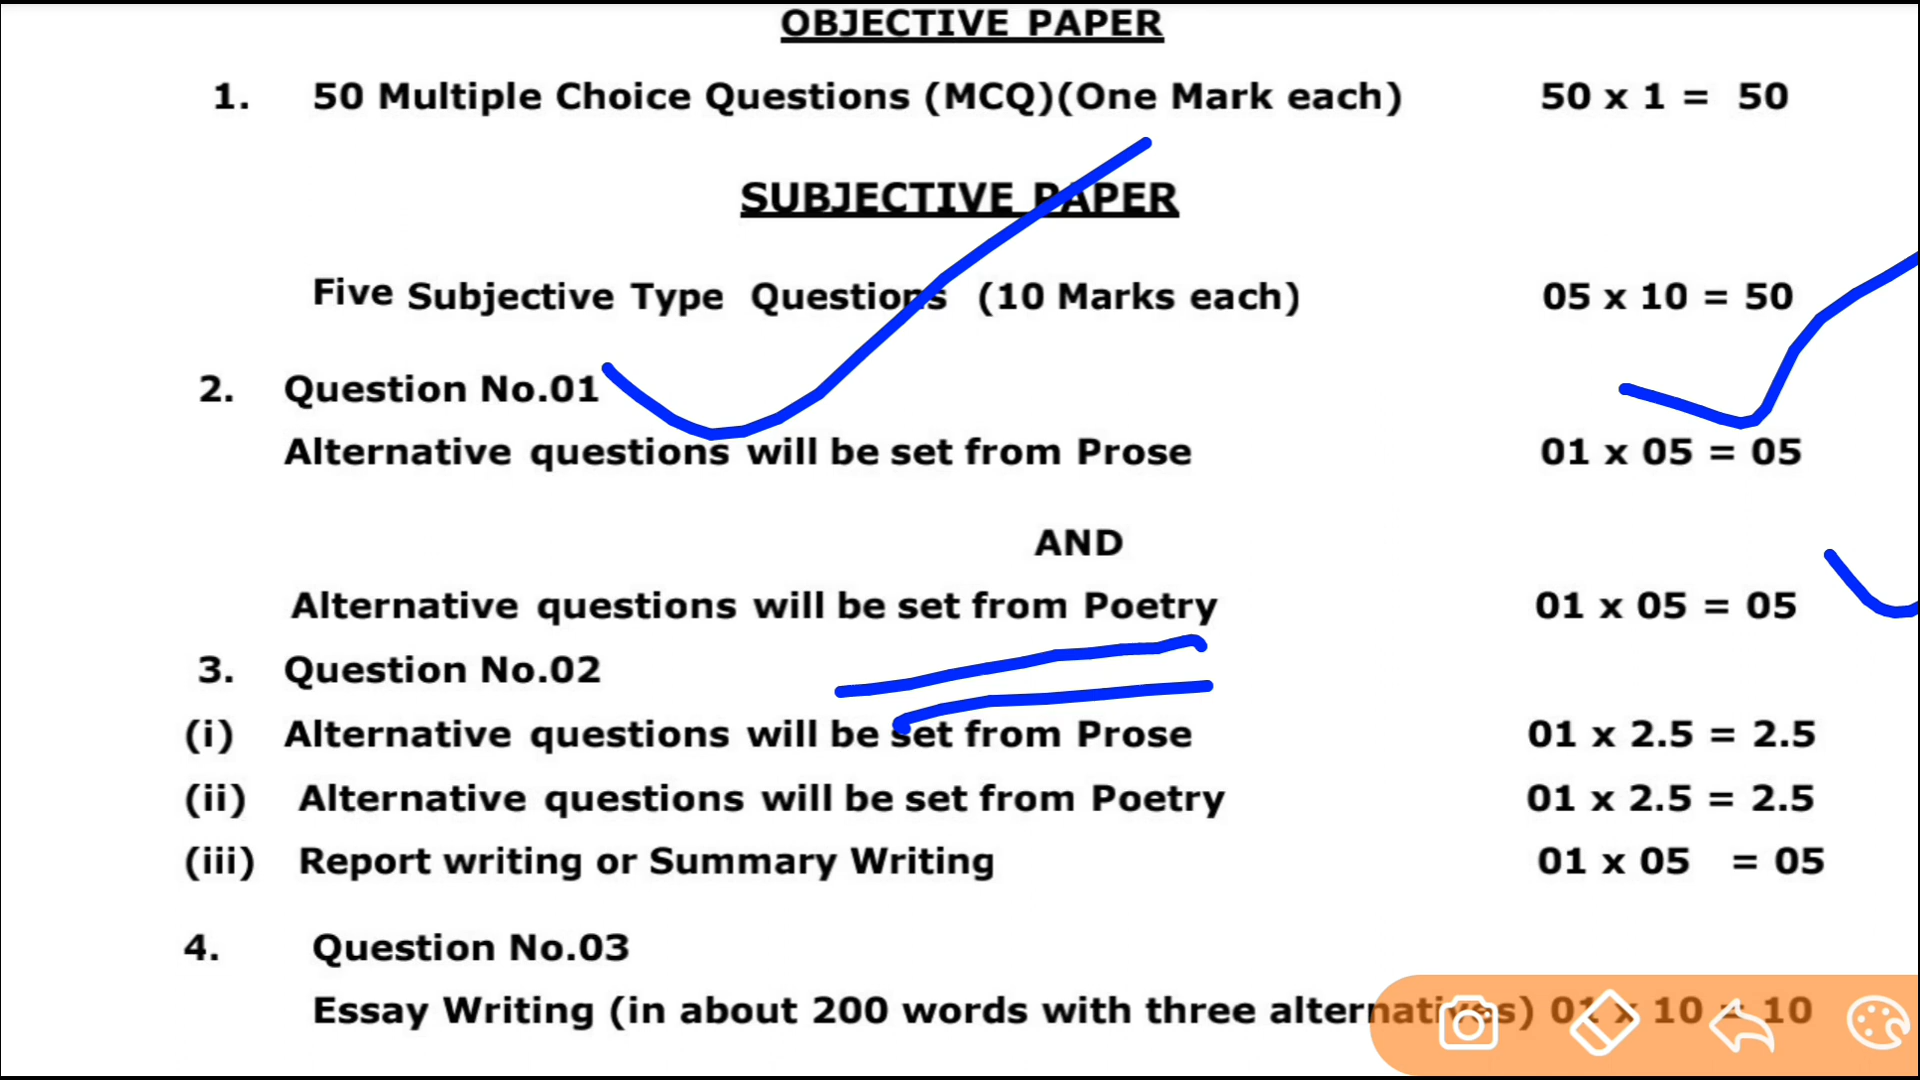 OBJECTIVE PAPER
1. 50 Multiple Choice Questions (MCQ)(One Mark each) 50 x 1 = 50
SUBJECTIVE PAPER
Five Subjective Type Questions (10 Marks each) 05 x 10 = 50
2. Question No.01
Alternative questions will be set from Prose 01 x 05 = 05
AND
Alternative questions will be set from Poetry 01 x 05 = 05
3. Question No.02
(i) Alternative questions will be set from Prose 01 x 2.5 = 2.5
(ii) Alternative questions will be set from Poetry 01 x 2.5 = 2.5
(iii) Report writing or Summary Writing 01 x 05 = 05
4. Question No.03
Essay Writing (in about 200 words with three alternatives) 01 x 10 = 10